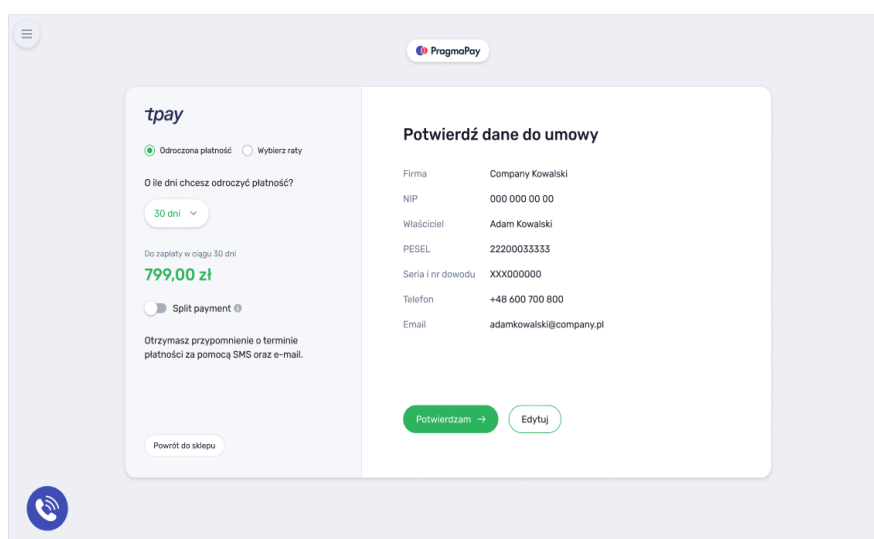 PragmaPay
tpay
Odroczona płatność Wybierz raty
O ile dni chcesz odroczyć płatność?
30 dni
Do zapłaty w ciągu 30 dni
799,00 zł
Split payment
Otrzymasz przypomnienie o terminie
płatności za pomocą SMS oraz e-mail.
Powrót do sklepu
Potwierdź dane do umowy
Firma Company Kowalski
NIP 000 000 00 00
Właściciel Adam Kowalski
PESEL 22200033333
Seria i nr dowodu XXX000000
Telefon +48 600 700 800
Email adamkowalski@company.pl
Potwierdzam → Edytuj